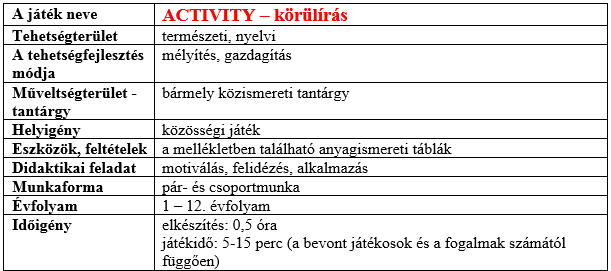 A játék neve ACTIVITY – körülírás
Tehetségterület természeti, nyelvi
A tehetségfejlesztés mélyítés, gazdagítás
módja
Műveltségterület - bármely közismereti tantárgy
tantárgy
Helyigény közösségi játék
Eszközök, feltételek a mellékletben található anyagismereti táblák
Didaktikai feladat motiválás, felidézés, alkalmazás
Munkaforma pár- és csoportmunka
Évfolyam 1 – 12. évfolyam
Időigény elkészítés: 0,5 óra
játékidő: 5-15 perc (a bevont játékosok és a fogalmak számától
függően)